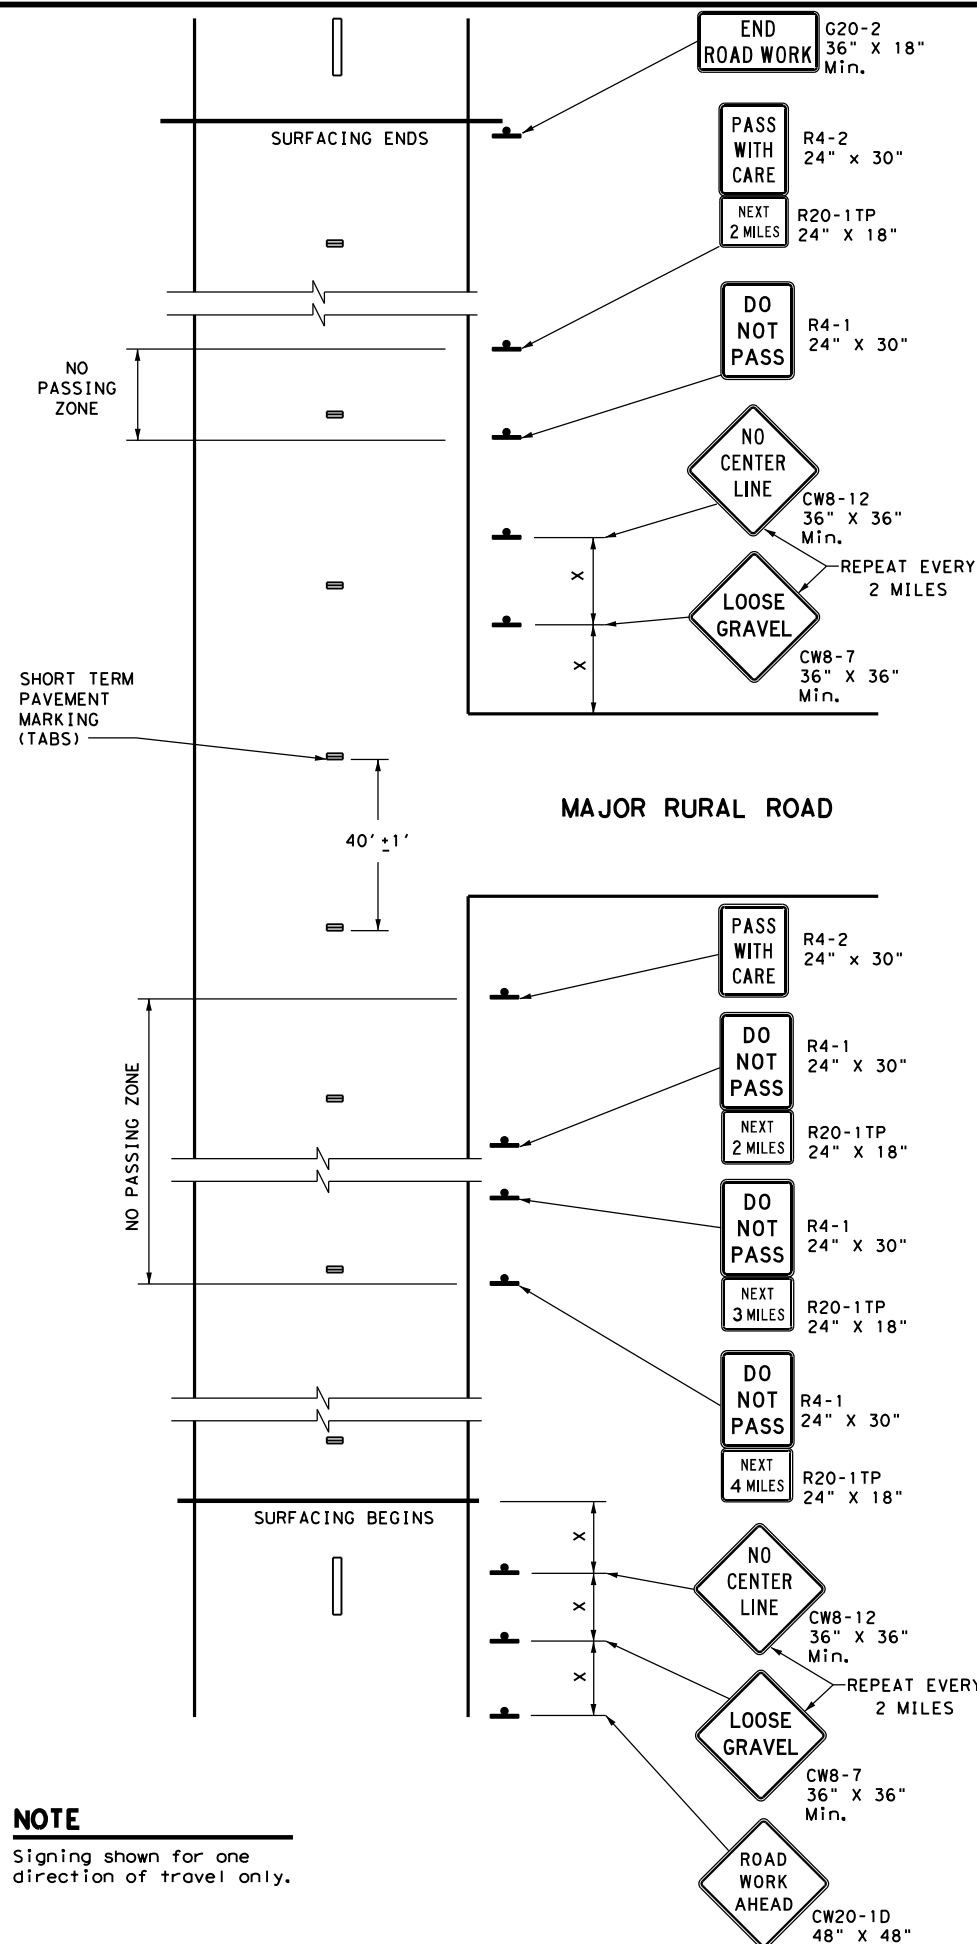 END
ROAD WORK
G20-2
36" X 18"
Min.
SURFACING ENDS
PASS
WITH
CARE
R4-2
24" x 30"
NEXT
2 MILES
R20-1TP
24" X 18"
DO
NOT
PASS
R4-1
24" X 30"
NO
PASSING
ZONE
NO
CENTER
LINE
CW8-12
36" X 36"
Min.
X
REPEAT EVERY
2 MILES
LOOSE
GRAVEL
CW8-7
36" X 36"
Min.
X
SHORT TERM
PAVEMENT
MARKING
(TABS)
MAJOR RURAL ROAD
40' ±1'
PASS
WITH
CARE
R4-2
24" x 30"
NO PASSING ZONE
DO
NOT
PASS
R4-1
24" X 30"
NEXT
2 MILES
R20-1TP
24" X 18"
DO
NOT
PASS
R4-1
24" X 30"
NEXT
3 MILES
R20-1TP
24" X 18"
DO
NOT
PASS
R4-1
24" X 30"
NEXT
4 MILES
R20-1TP
24" X 18"
SURFACING BEGINS
X
NO
CENTER
LINE
CW8-12
36" X 36"
Min.
X
X
REPEAT EVERY
2 MILES
LOOSE
GRAVEL
CW8-7
36" X 36"
Min.
NOTE
Signing shown for one
direction of travel only.
ROAD
WORK
AHEAD
CW20-1D
48" X 48"